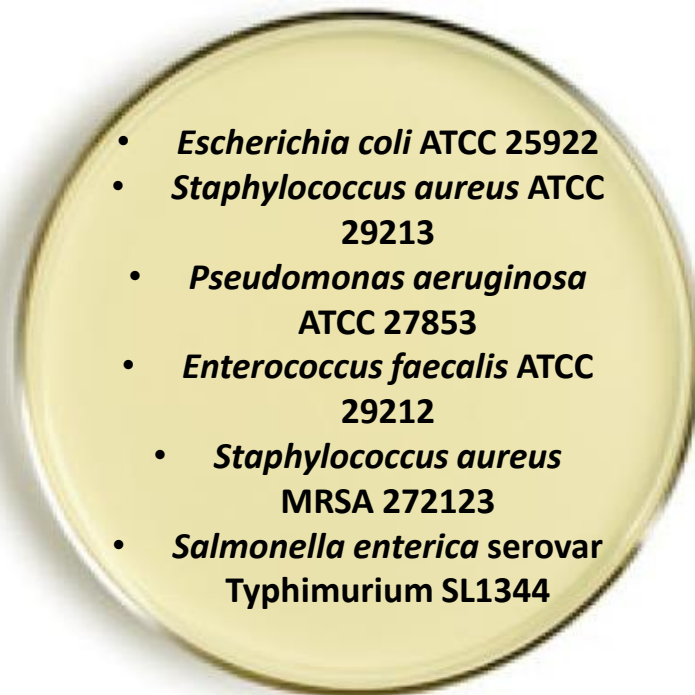 • Escherichia coli ATCC 25922
• Staphylococcus aureus ATCC
29213
• Pseudomonas aeruginosa
ATCC 27853
• Enterococcus faecalis ATCC
29212
• Staphylococcus aureus
MRSA 272123
• Salmonella enterica serovar
Typhimurium SL1344